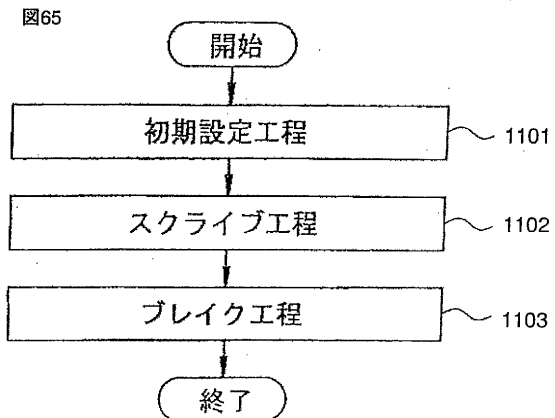 図65
開始
初期設定工程 1101
スクライブ工程 1102
ブレイク工程 1103
終了